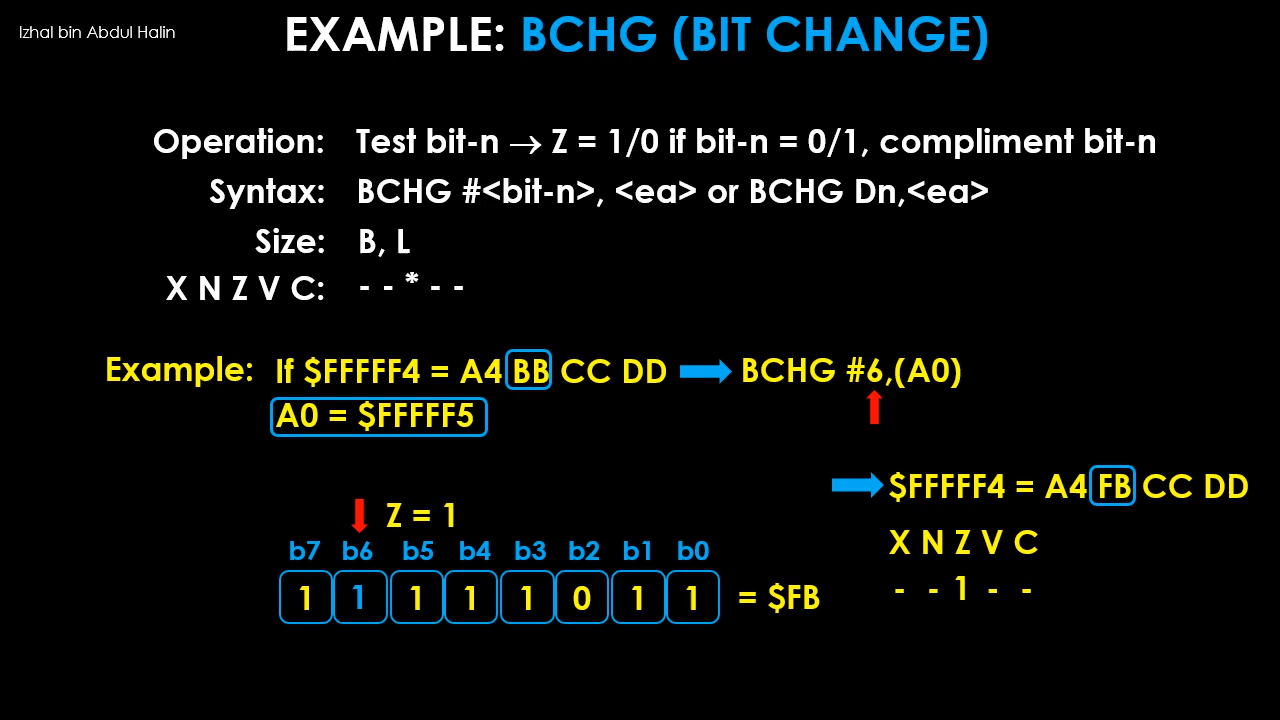 Izhal bin Abdul Halin
EXAMPLE: BCHG (BIT CHANGE)
Operation: Test bit-n → Z = 1/0 if bit-n = 0/1, compliment bit-n
Syntax: BCHG #<bit-n>, <ea> or BCHG Dn,<ea>
Size: B, L
X N Z V C: - - * - -
Example: If $FFFFF4 = A4 BB CC DD BCHG #6,(A0)
A0 = $FFFFF5
$FFFFF4 = A4 FB CC DD
X N Z V C
- - 1 - -
Z = 1
b7 b6 b5 b4 b3 b2 b1 b0
1 1 1 1 1 0 1 1 = $FB